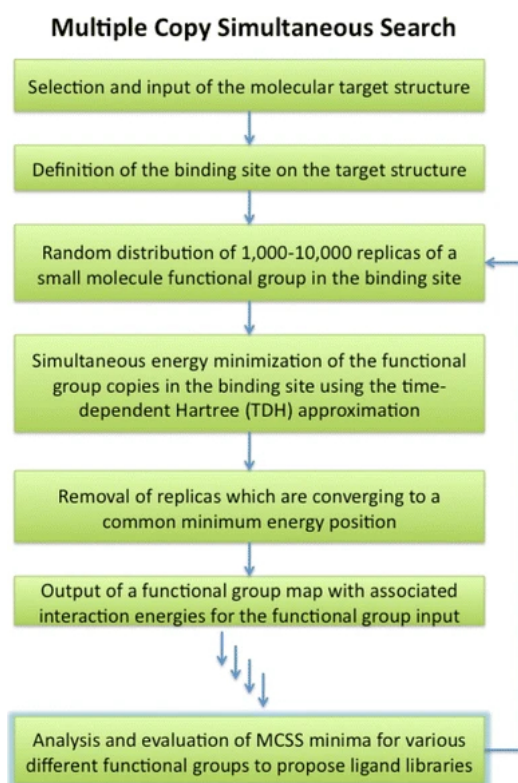 Multiple Copy Simultaneous Search
Selection and input of the molecular target structure
Definition of the binding site on the target structure
Random distribution of 1,000-10,000 replicas of a
small molecule functional group in the binding site
Simultaneous energy minimization of the functional
group copies in the binding site using the time-
dependent Hartree (TDH) approximation
Removal of replicas which are converging to a
common minimum energy position
Output of a functional group map with associated
interaction energies for the functional group input
Analysis and evaluation of MCSS minima for various
different functional groups to propose ligand libraries